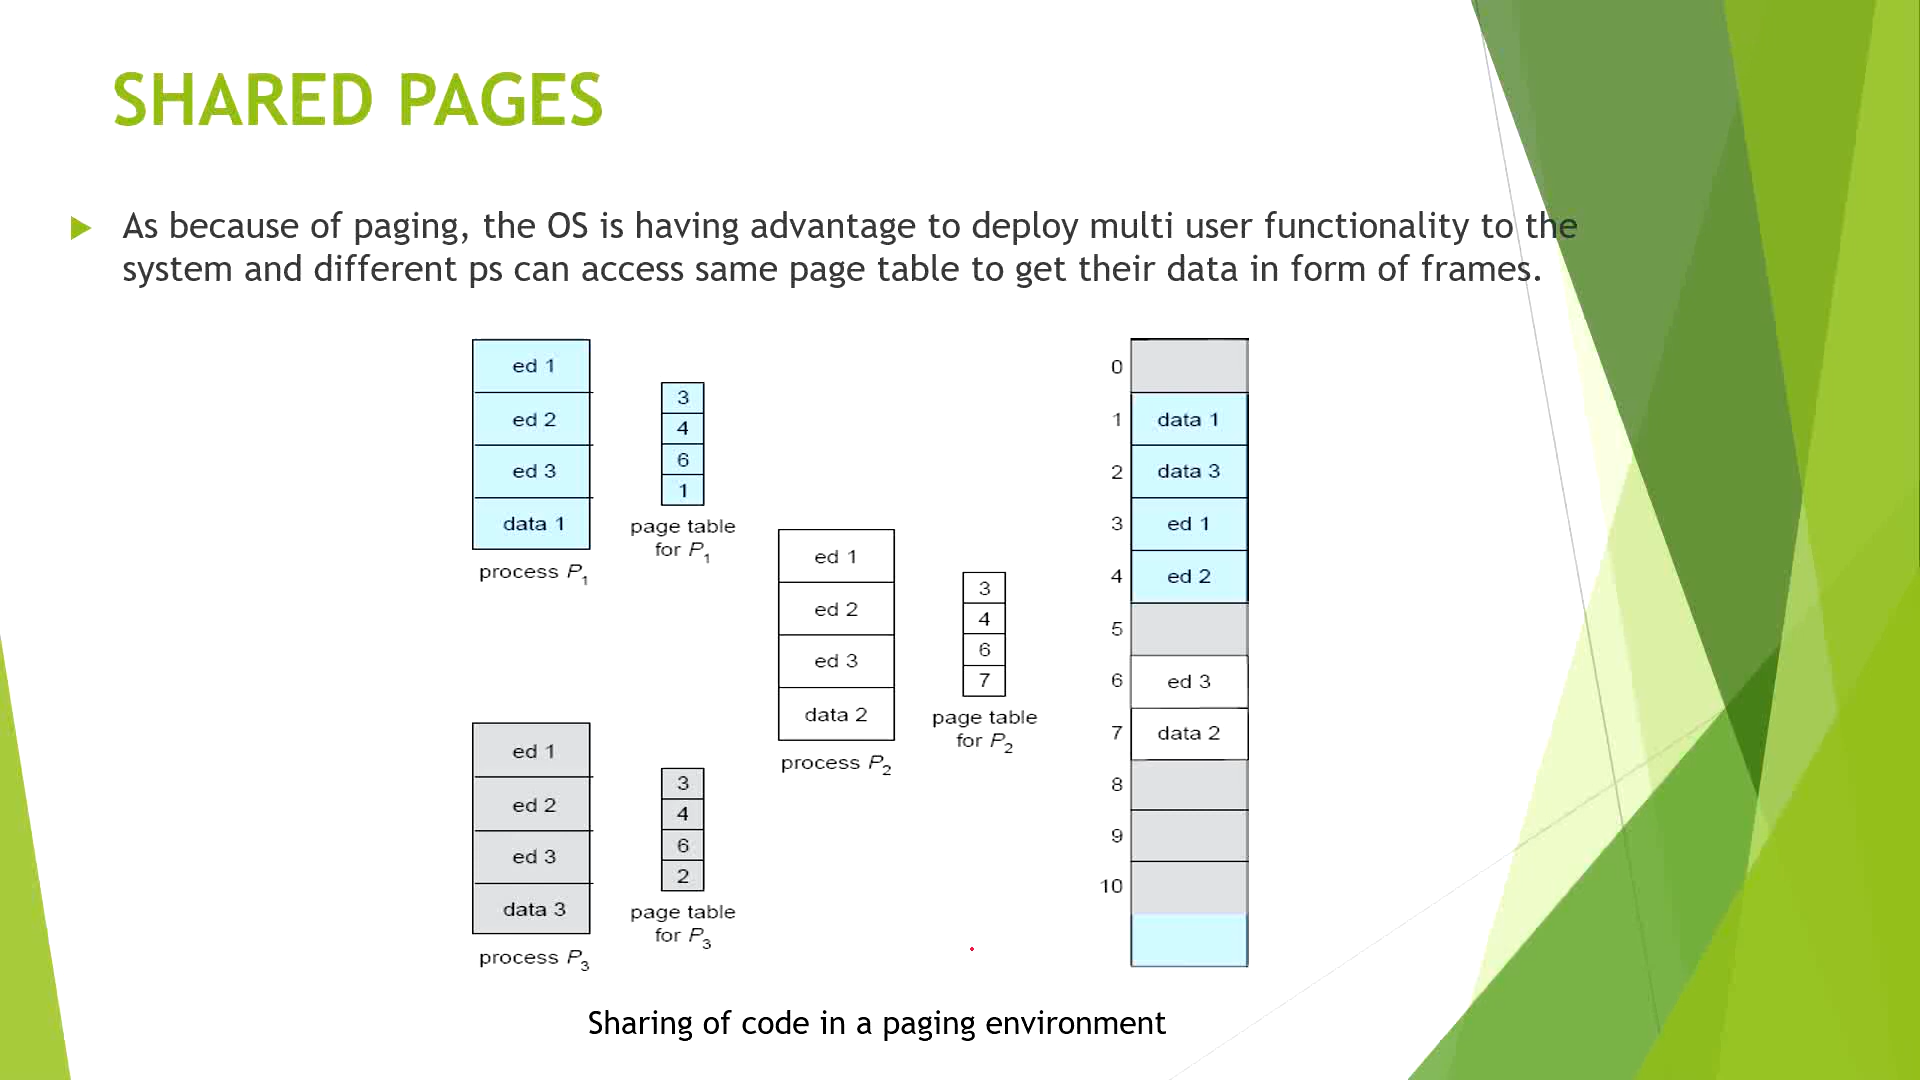 SHARED PAGES
As because of paging, the OS is having advantage to deploy multi user functionality to the
system and different ps can access same page table to get their data in form of frames.
ed 1
ed 2
ed 3
data 1
process P1
3
4
6
1
page table
for P1
ed 1
ed 2
ed 3
data 2
process P2
3
4
6
7
page table
for P2
ed 1
ed 2
ed 3
data 3
process P3
3
4
6
2
page table
for P3
0
1 data 1
2 data 3
3 ed 1
4 ed 2
5
6 ed 3
7 data 2
8
9
10
Sharing of code in a paging environment